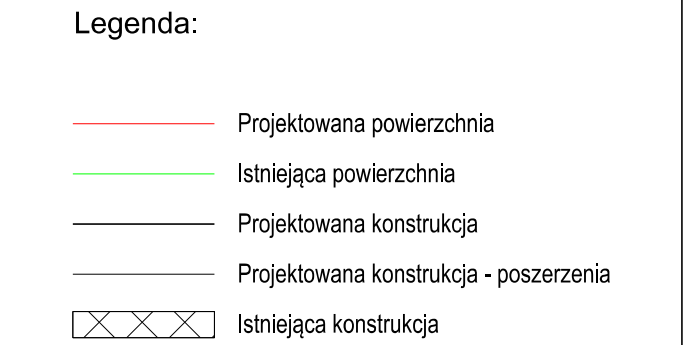 Legenda:
Projektowana powierzchnia
Istniejąca powierzchnia
Projektowana konstrukcja
Projektowana konstrukcja - poszerzenia
Istniejąca konstrukcja